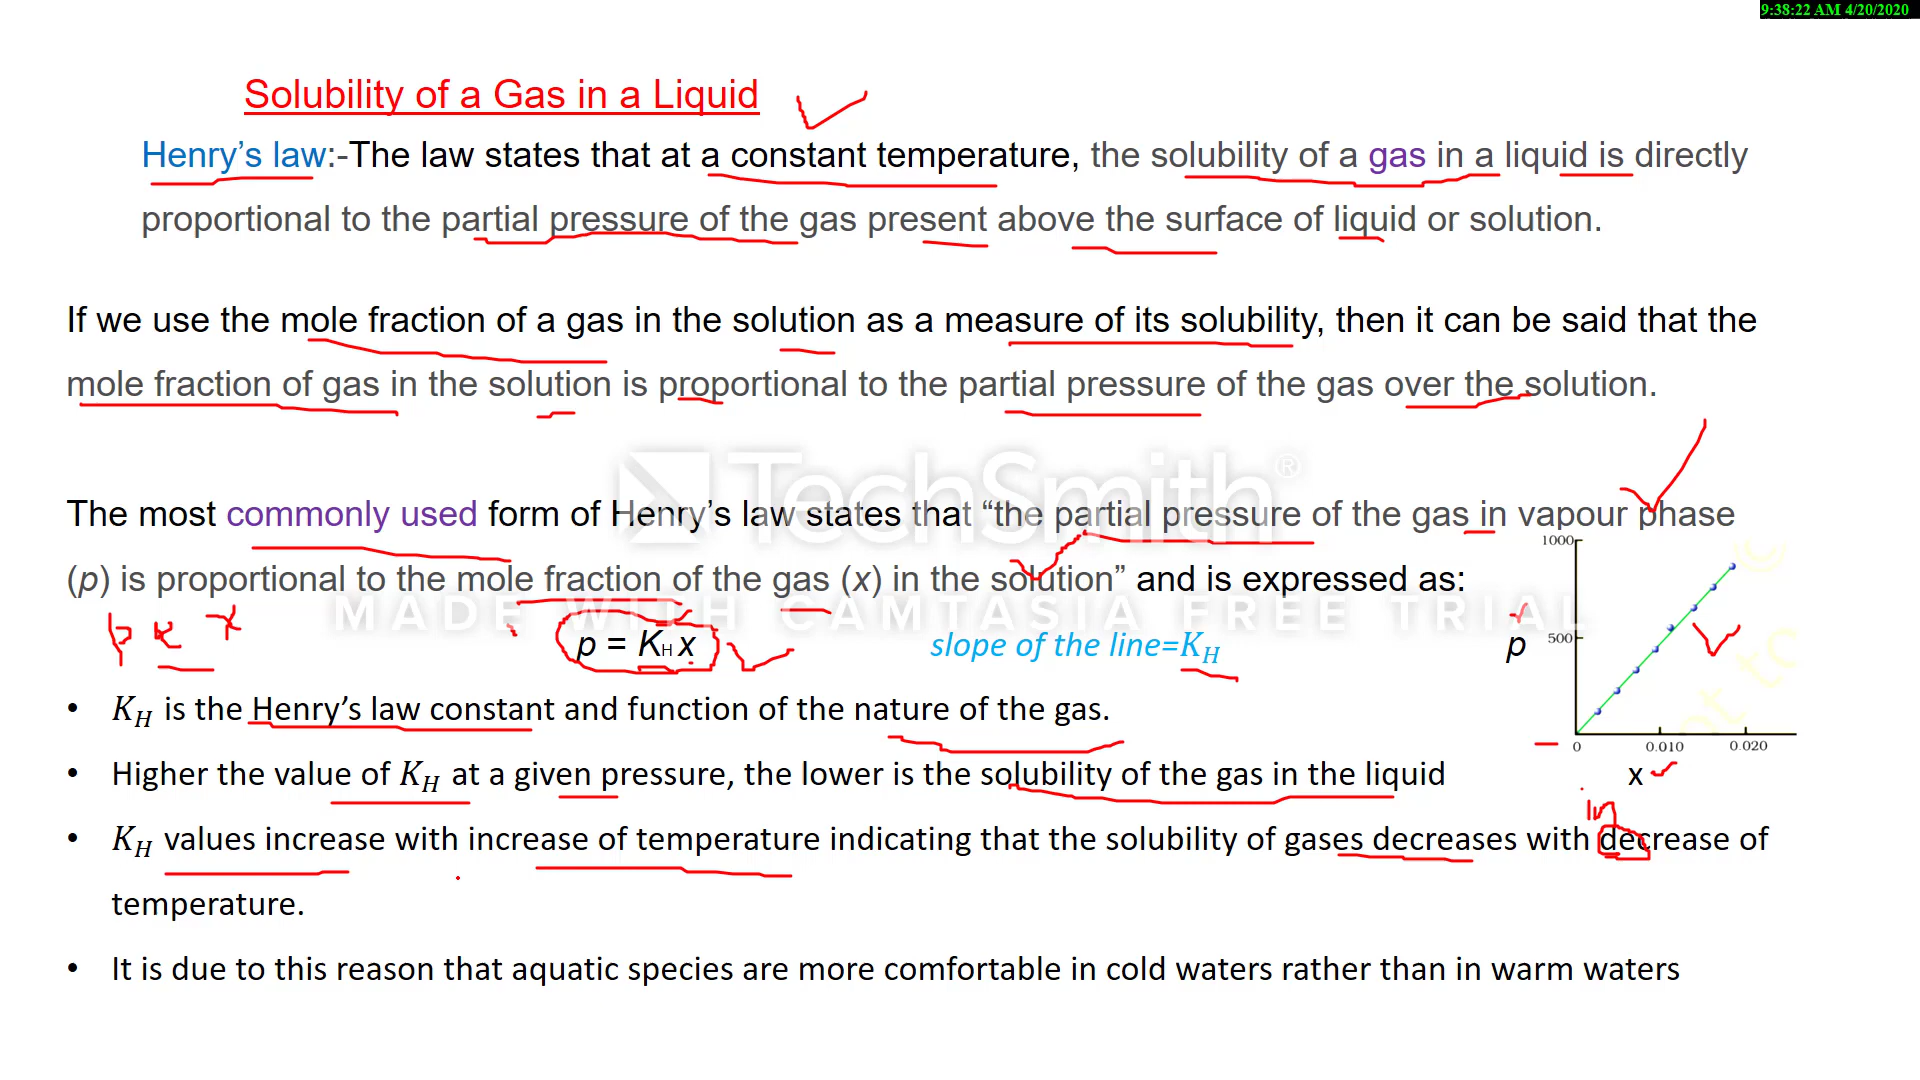 9:38:22 AM 4/20/2020
Solubility of a Gas in a Liquid
Henry’s law:-The law states that at a constant temperature, the solubility of a gas in a liquid is directly
proportional to the partial pressure of the gas present above the surface of liquid or solution.
If we use the mole fraction of a gas in the solution as a measure of its solubility, then it can be said that the
mole fraction of gas in the solution is proportional to the partial pressure of the gas over the solution.
TechSmith®
The most commonly used form of Henry’s law states that “the partial pressure of the gas in vapour phase
(p) is proportional to the mole fraction of the gas (x) in the solution” and is expressed as:
MADE WITH CAMTASIA FREE TRIAL
p ∝ x
p = KH x
slope of the line=KH
1000
p
500
0 0.010 0.020
x
• KH is the Henry’s law constant and function of the nature of the gas.
• Higher the value of KH at a given pressure, the lower is the solubility of the gas in the liquid
in
• KH values increase with increase of temperature indicating that the solubility of gases decreases with decrease of
temperature.
• It is due to this reason that aquatic species are more comfortable in cold waters rather than in warm waters